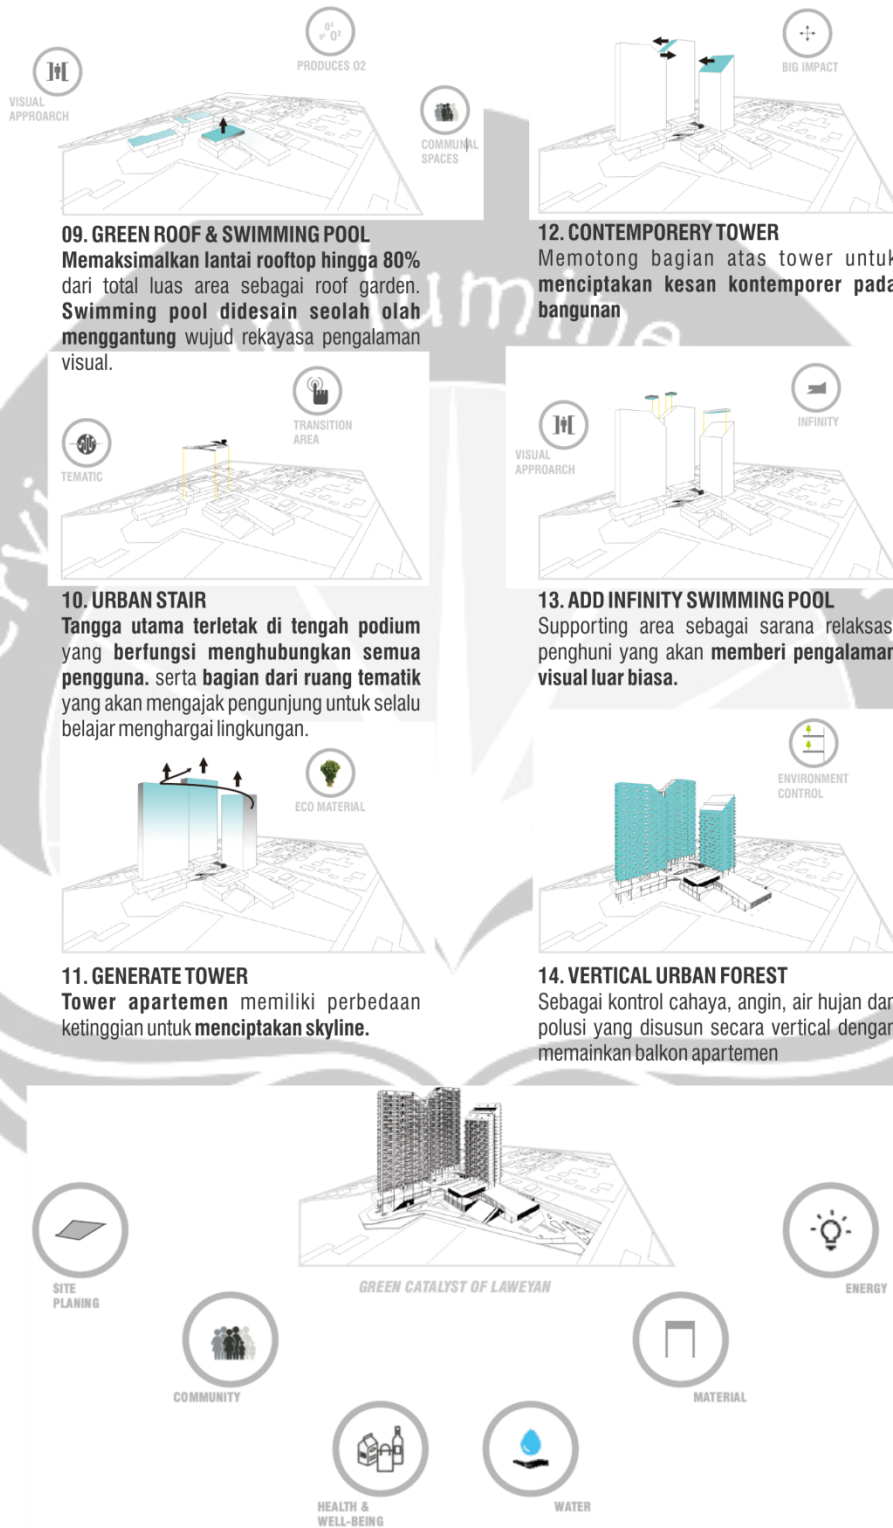 O²
O² O²
PRODUCES O2
VISUAL
APPROARCH
COMMUNAL
SPACES
09. GREEN ROOF & SWIMMING POOL
Memaksimalkan lantai rooftop hingga 80%
dari total luas area sebagai roof garden.
Swimming pool didesain seolah olah
menggantung wujud rekayasa pengalaman
visual.
TRANSITION
AREA
TEMATIC
10. URBAN STAIR
Tangga utama terletak di tengah podium
yang berfungsi menghubungkan semua
pengguna. serta bagian dari ruang tematik
yang akan mengajak pengunjung untuk selalu
belajar menghargai lingkungan.
ECO MATERIAL
11. GENERATE TOWER
Tower apartemen memiliki perbedaan
ketinggian untuk menciptakan skyline.
BIG IMPACT
12. CONTEMPORERY TOWER
Memotong bagian atas tower untuk
menciptakan kesan kontemporer pada
bangunan
lumine
INFINITY
VISUAL
APPROARCH
13. ADD INFINITY SWIMMING POOL
Supporting area sebagai sarana relaksas
penghuni yang akan memberi pengalaman
visual luar biasa.
ENVIRONMENT
CONTROL
14. VERTICAL URBAN FOREST
Sebagai kontrol cahaya, angin, air hujan dan
polusi yang disusun secara vertical dengan
memainkan balkon apartemen
GREEN CATALYST OF LAWEYAN
SITE
PLANING
ENERGY
COMMUNITY
MATERIAL
HEALTH &
WELL-BEING
WATER